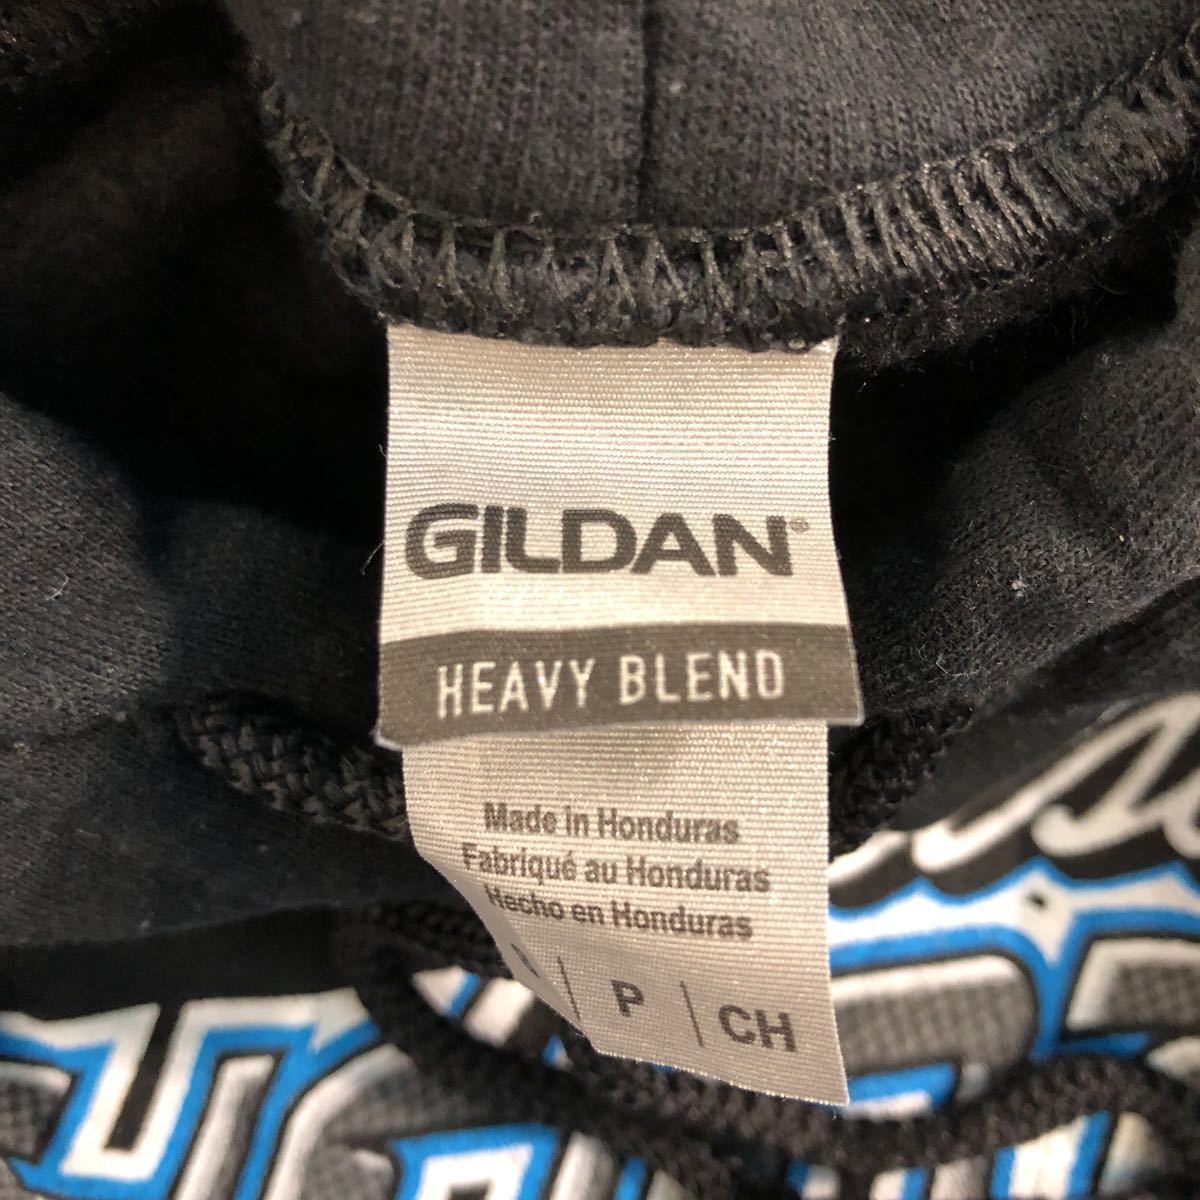 GILDAN®
HEAVY BLEND
Made in Honduras
Fabriqué au Honduras
Hecho en Honduras
S | P | CH